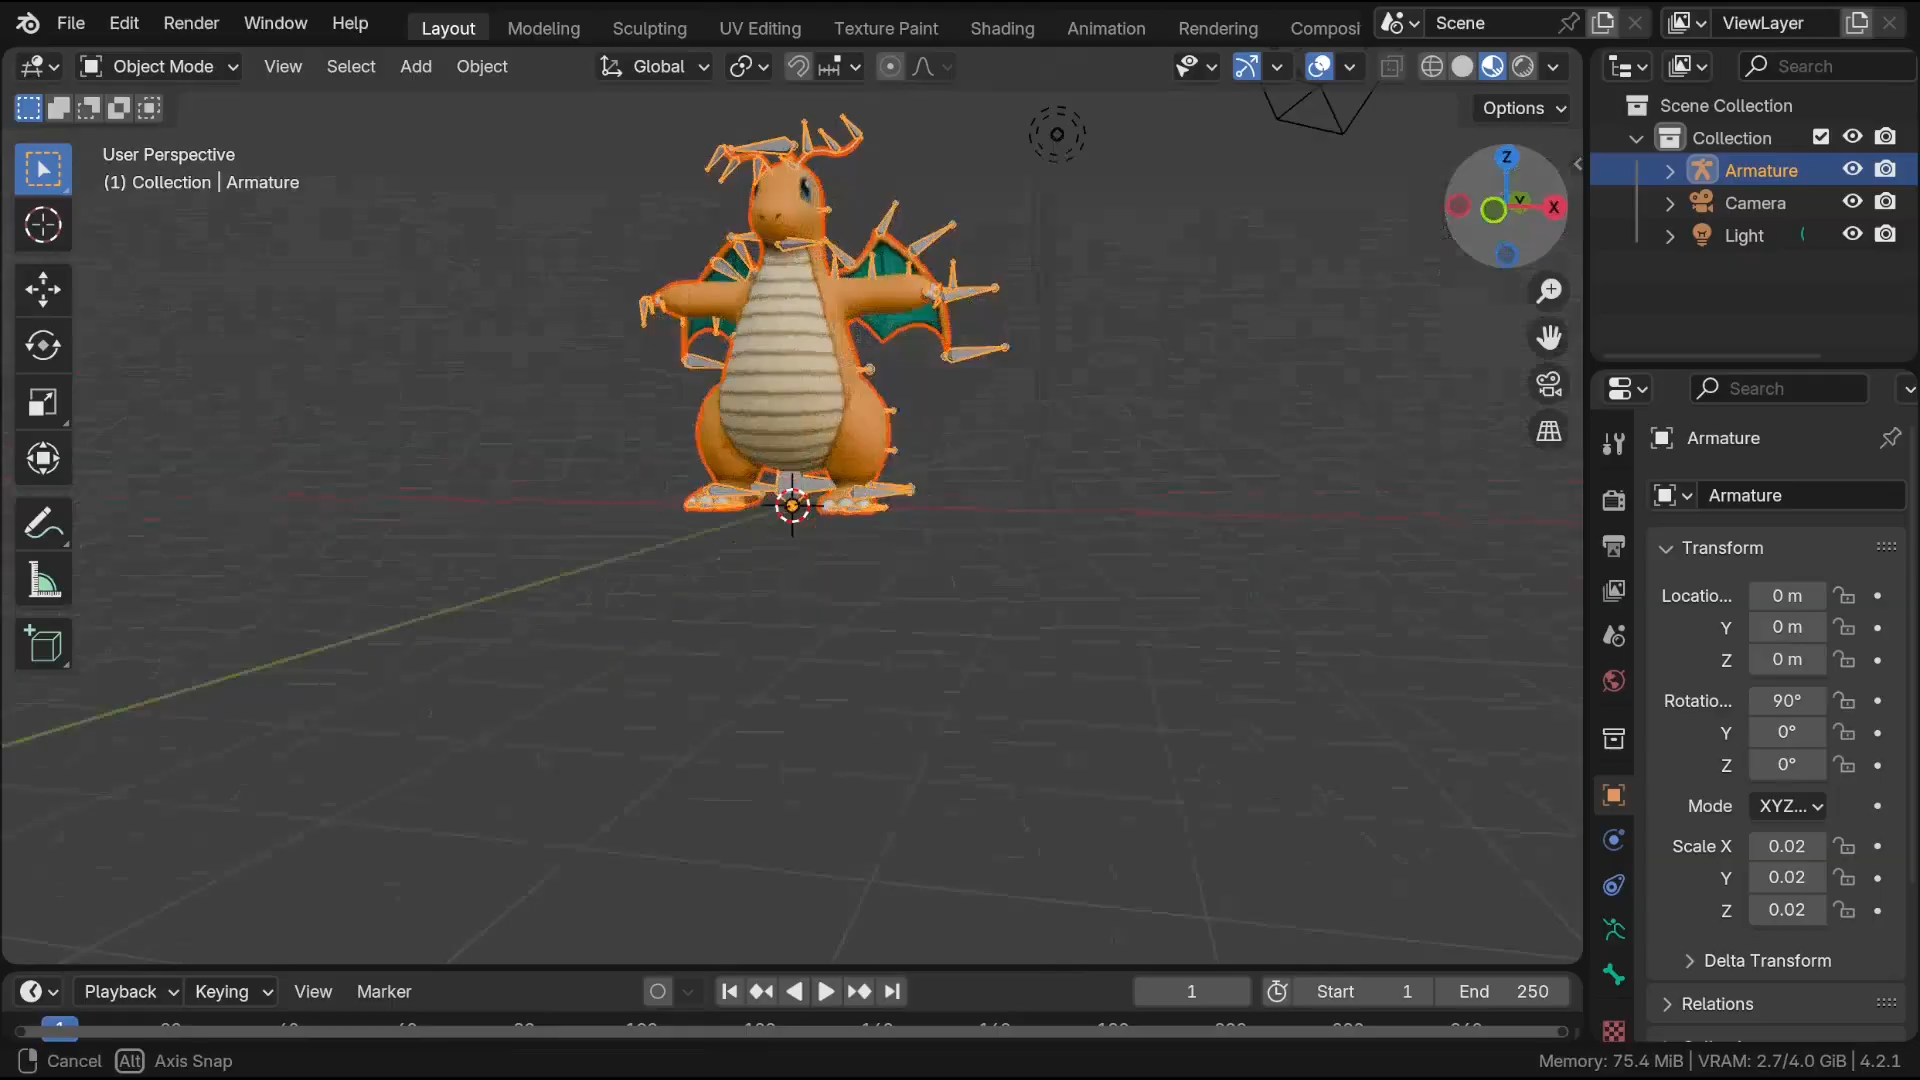 File Edit Render Window Help
Layout Modeling Sculpting UV Editing Texture Paint Shading Animation Rendering Composi
Scene
ViewLayer
Object Mode View Select Add Object
Global
Search
Options
User Perspective
(1) Collection | Armature
Z
Y
X
Scene Collection
Collection
Armature
Camera
Light
Search
Armature
Armature
Transform
Locatio... 0 m
Y 0 m
Z 0 m
Rotatio... 90°
Y 0°
Z 0°
Mode XYZ...
Scale X 0.02
Y 0.02
Z 0.02
Delta Transform
Relations
Playback Keying View Marker
1
Start 1
End 250
Cancel Alt Axis Snap
Memory: 75.4 MiB | VRAM: 2.7/4.0 GiB | 4.2.1